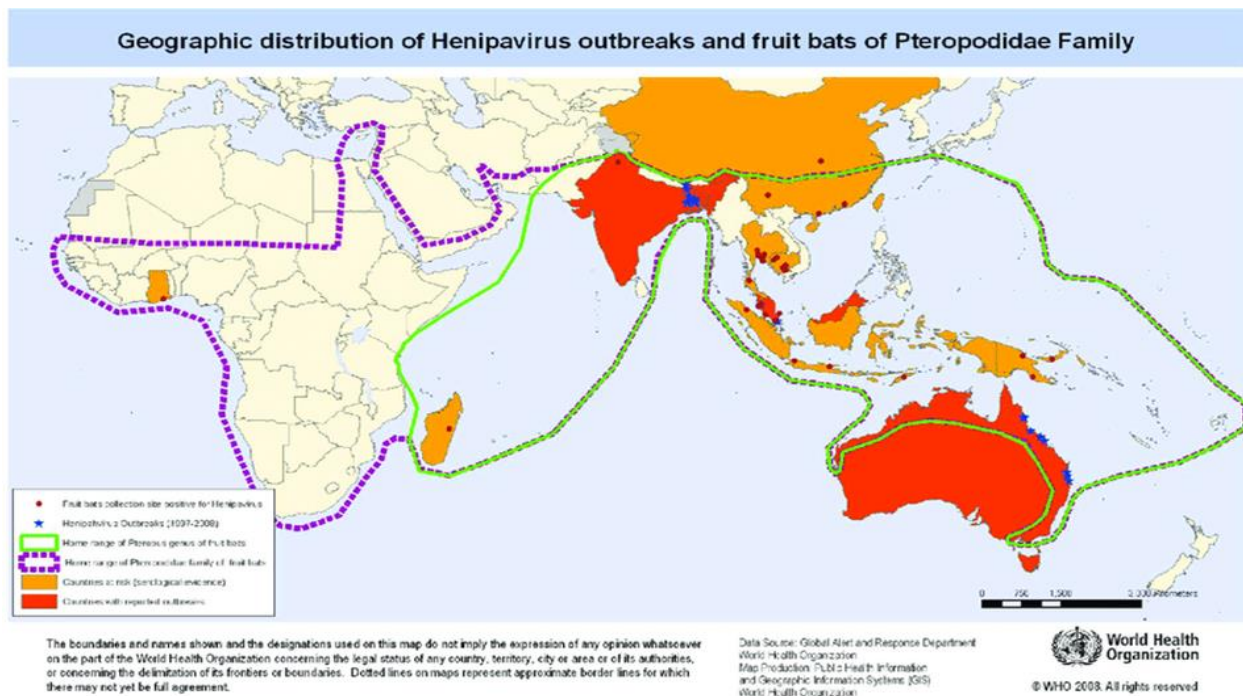 Geographic distribution of Henipavirus outbreaks and fruit bats of Pteropodidae Family
Fruit bats collection size positive for Henipavirus
Henipahvirus Outbreaks (1997-2008)
Home range of Pteropus genus of fruit bats
Home range of Pteropodidae family of fruit bats
Countries at risk (serological evidence)
Countries with reported outbreaks
0 750 1,500 3,000 Kilometers
The boundaries and names shown and the designations used on this map do not imply the expression of any opinion whatsoever
on the part of the World Health Organization concerning the legal status of any country, territory, city or area or of its authorities,
or concerning the delimitation of its frontiers or boundaries. Dotted lines on maps represent approximate border lines for which
there may not yet be full agreement.
Data Source: Global Alert and Response Department
World Health Organization
Map Production: Public Health Information
and Geographic Information Systems (GIS)
World Health Organization
World Health
Organization
© WHO 2008. All rights reserved